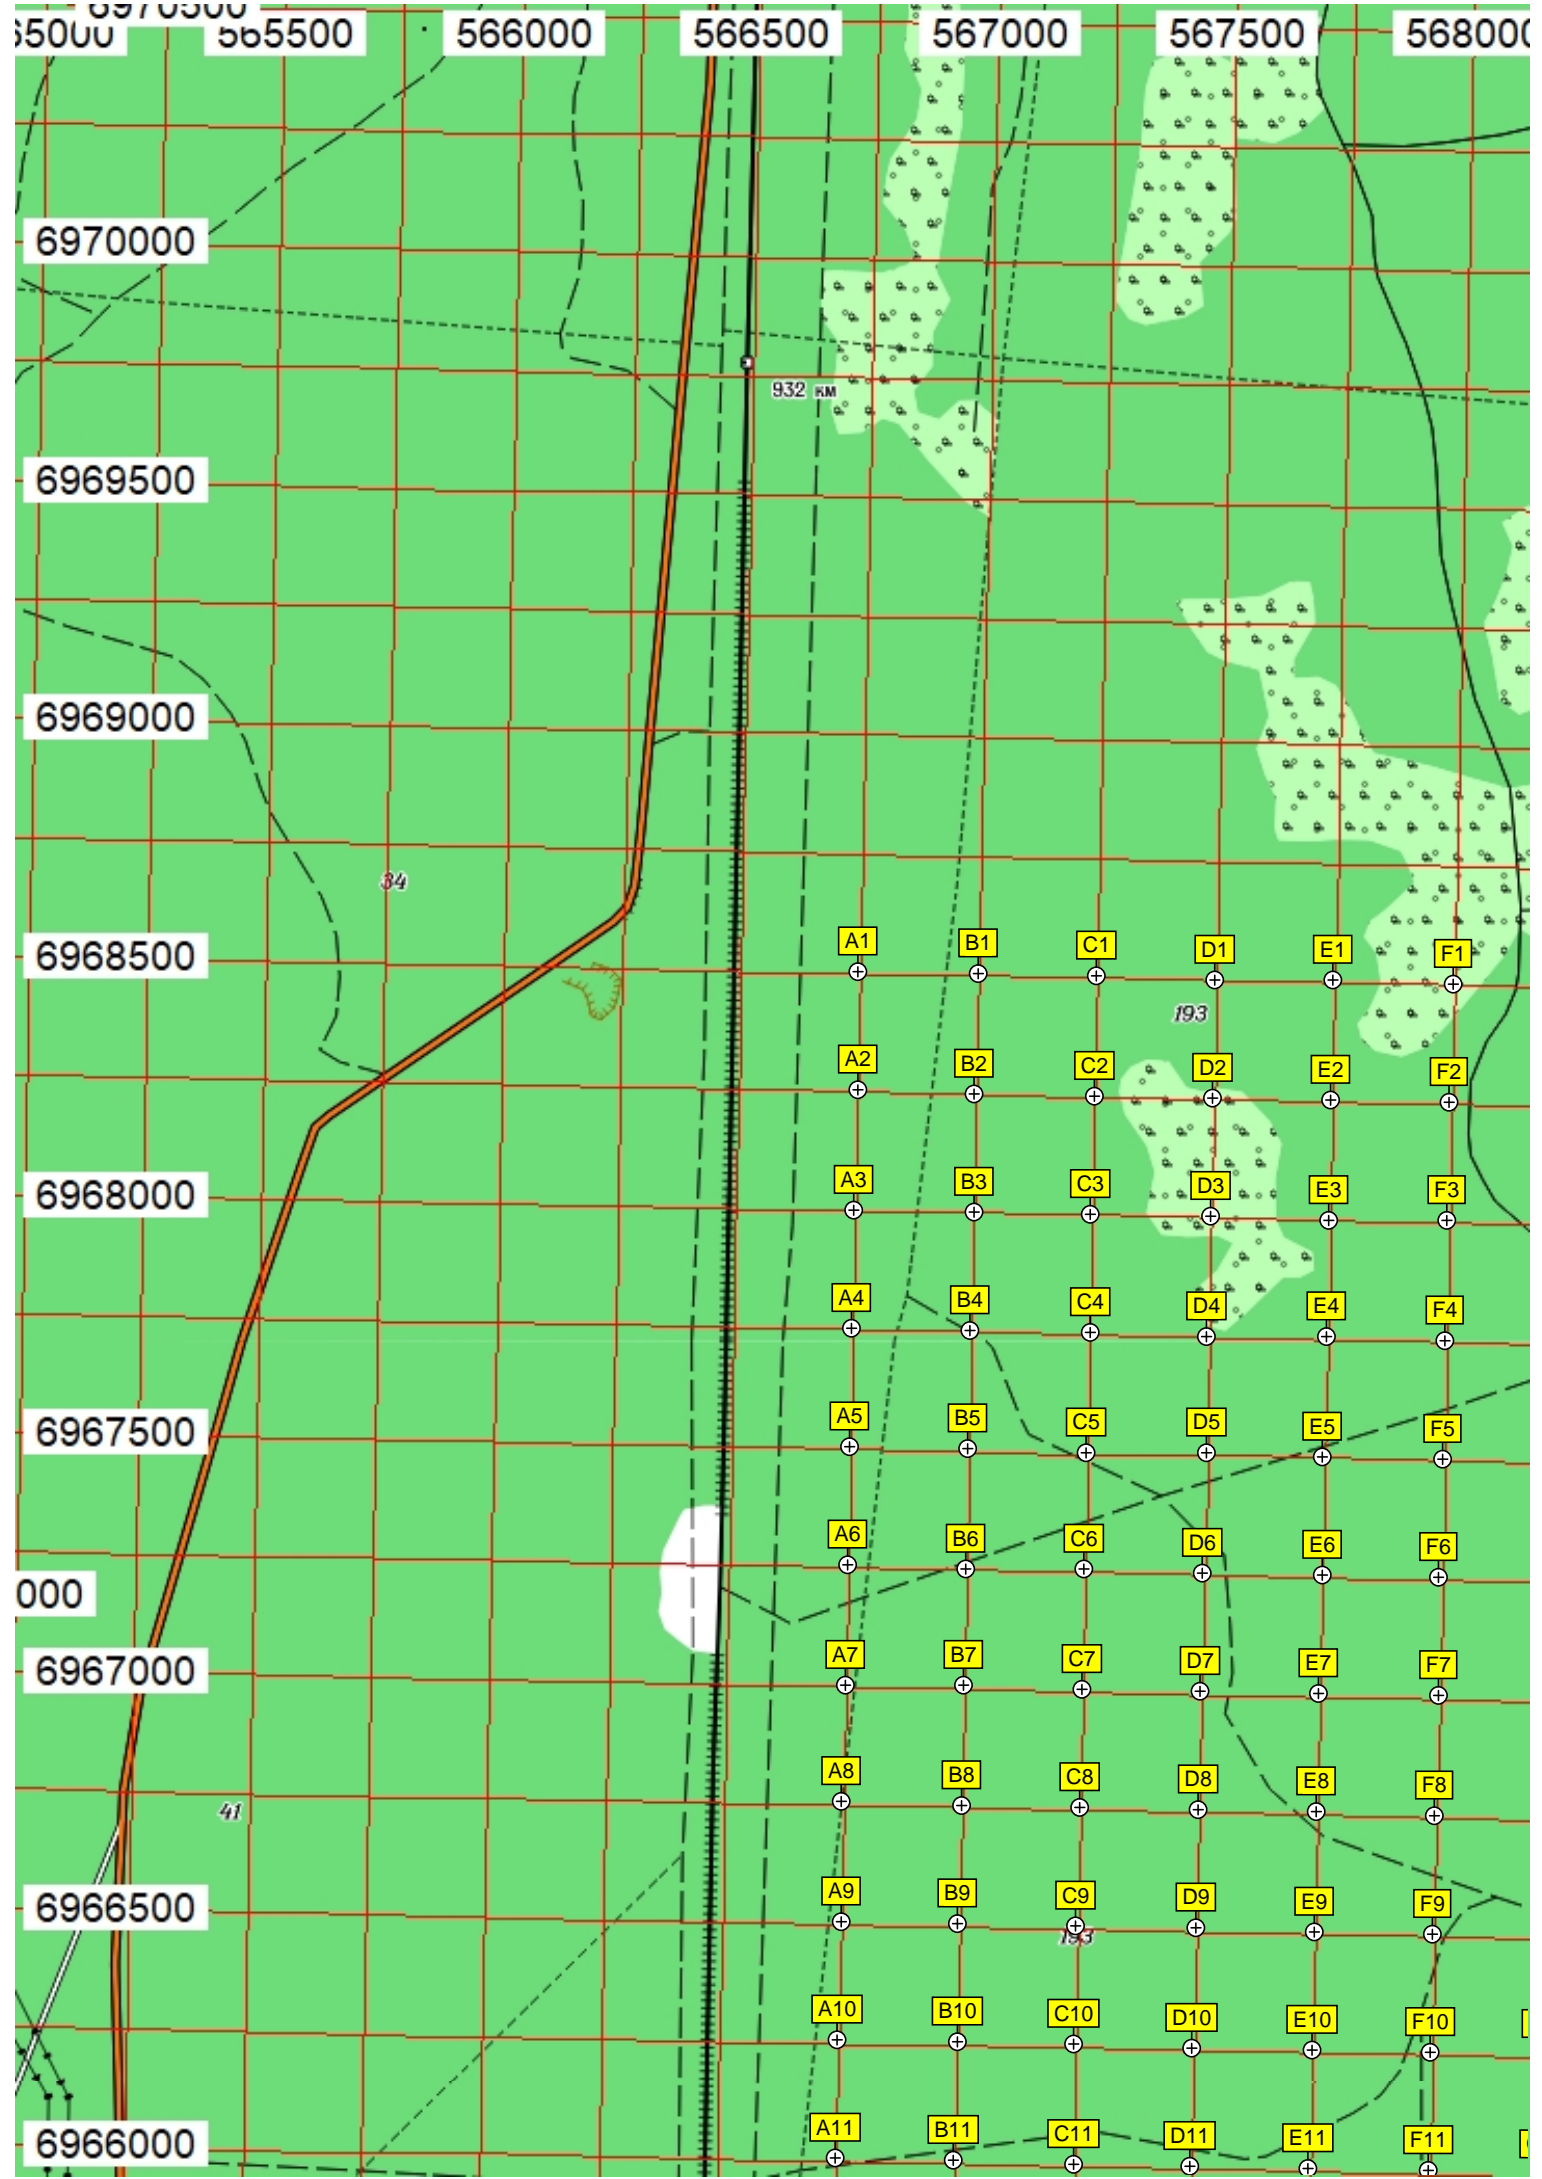 6970500
565500 566000 566500 567000 567500
6970000
932 км
6969500
6969000
34
6968500
A1 B1 C1 D1 E1 F1
193
A2 B2 C2 D2 E2 F2
6968000
A3 B3 C3 D3 E3 F3
A4 B4 C4 D4 E4 F4
6967500
A5 B5 C5 D5 E5 F5
A6 B6 C6 D6 E6 F6
000
6967000
A7 B7 C7 D7 E7 F7
A8 B8 C8 D8 E8 F8
41
6966500
A9 B9 C9 D9 E9 F9
193
A10 B10 C10 D10 E10 F10
6966000
A11 B11 C11 D11 E11 F11